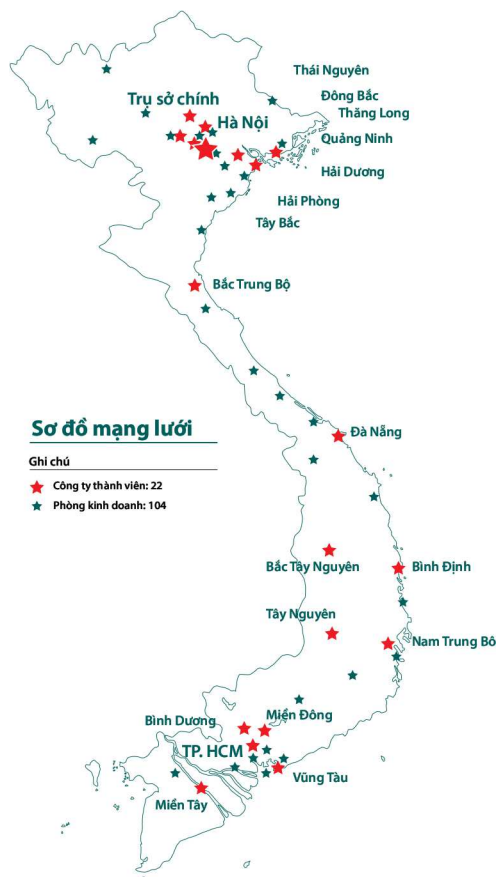 Thái Nguyên
Trụ sở chính
Đông Bắc
Thăng Long
Hà Nội
Quảng Ninh
Hải Dương
Hải Phòng
Tây Bắc
Bắc Trung Bộ
Sơ đồ mạng lưới
Đà Nẵng
Ghi chú
Công ty thành viên: 22
Phòng kinh doanh: 104
Bắc Tây Nguyên
Bình Định
Tây Nguyên
Nam Trung Bô
Bình Dương
Miền Đông
TP. HCM
Vũng Tàu
Miền Tây